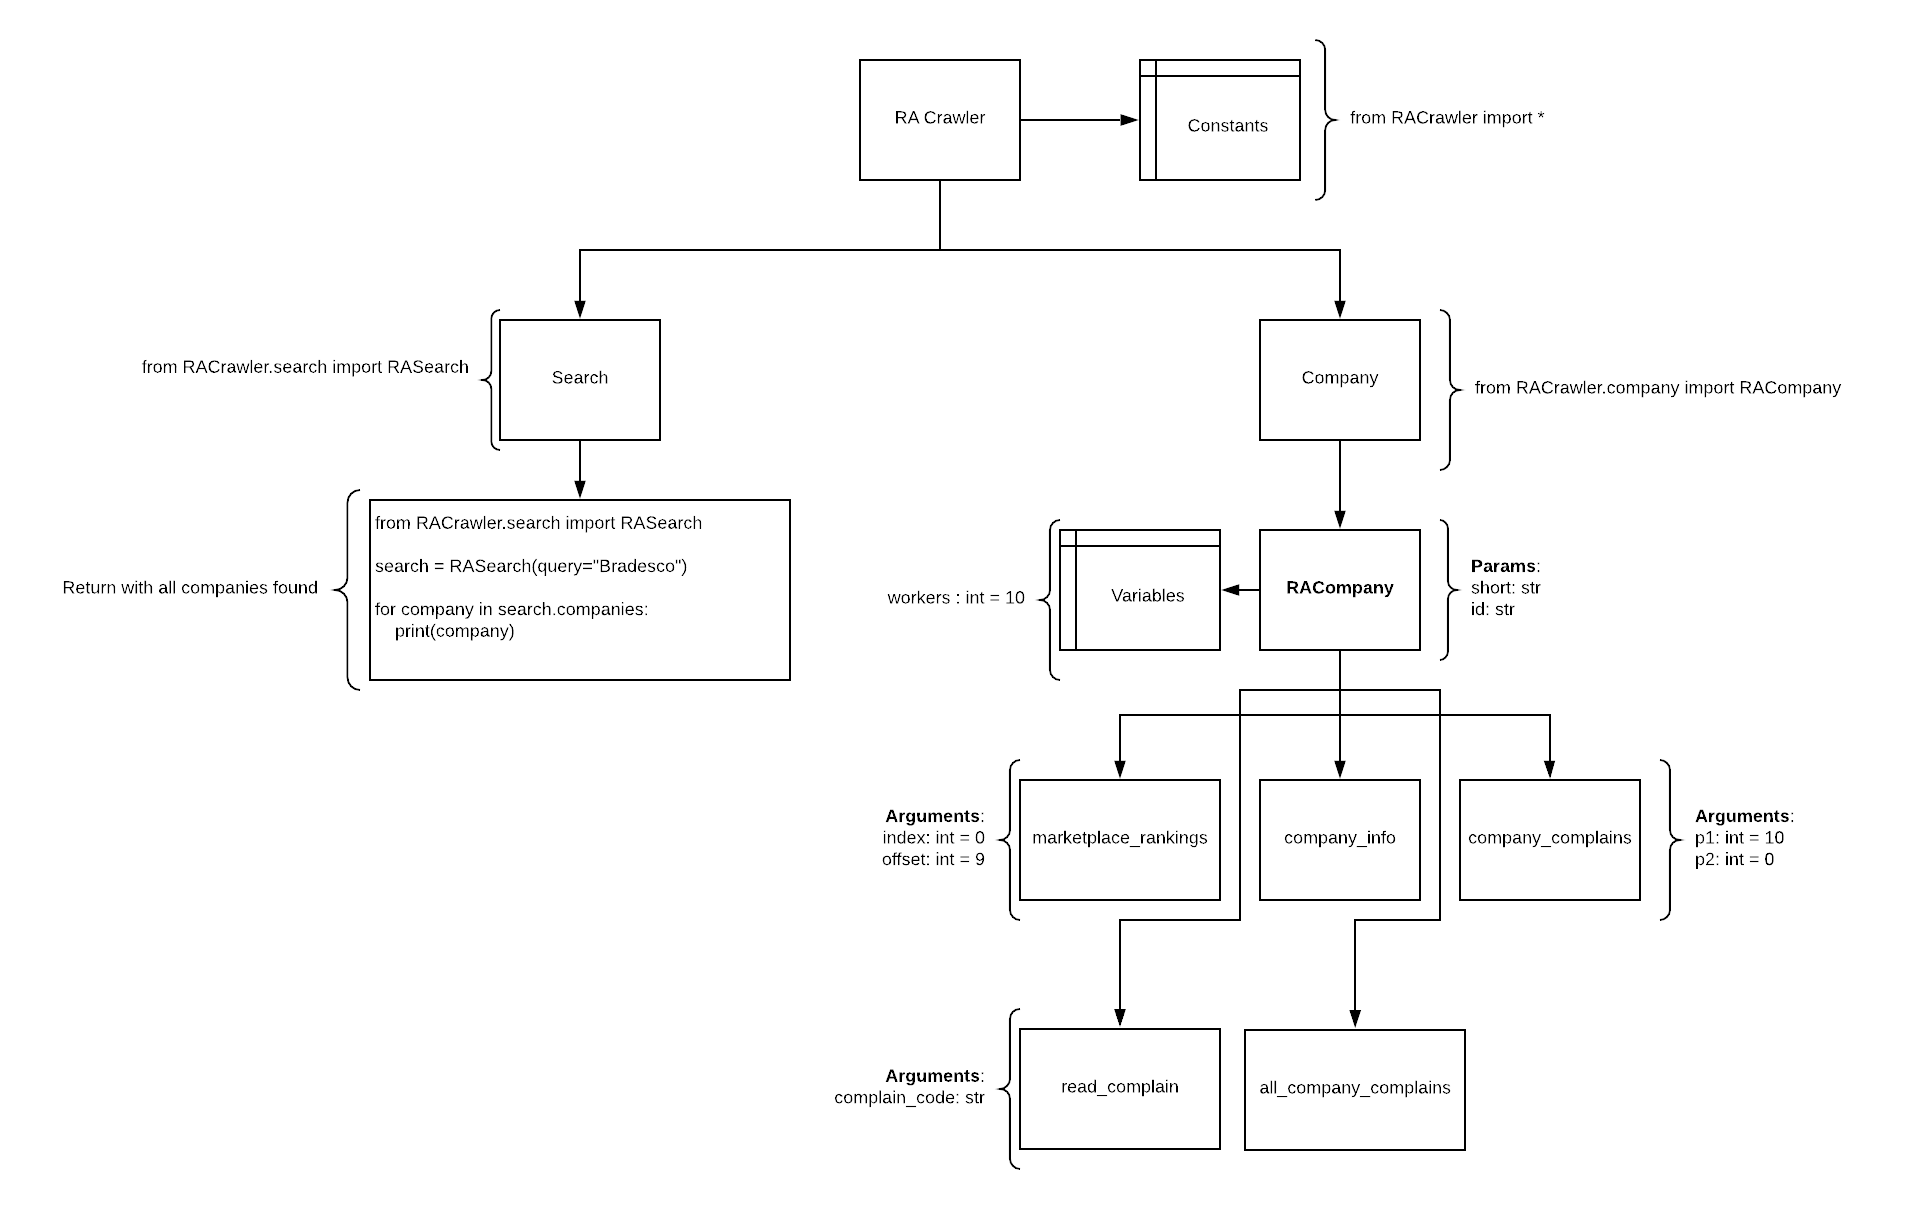 RA Crawler
Constants
from RACrawler import *
from RACrawler.search import RASearch
Search
Company
from RACrawler.company import RACompany
Return with all companies found
from RACrawler.search import RASearch
search = RASearch(query="Bradesco")
for company in search.companies:
print(company)
workers : int = 10
Variables
RACompany
Params:
short: str
id: str
Arguments:
index: int = 0
offset: int = 9
marketplace_rankings
company_info
company_complains
Arguments:
p1: int = 10
p2: int = 0
Arguments:
complain_code: str
read_complain
all_company_complains